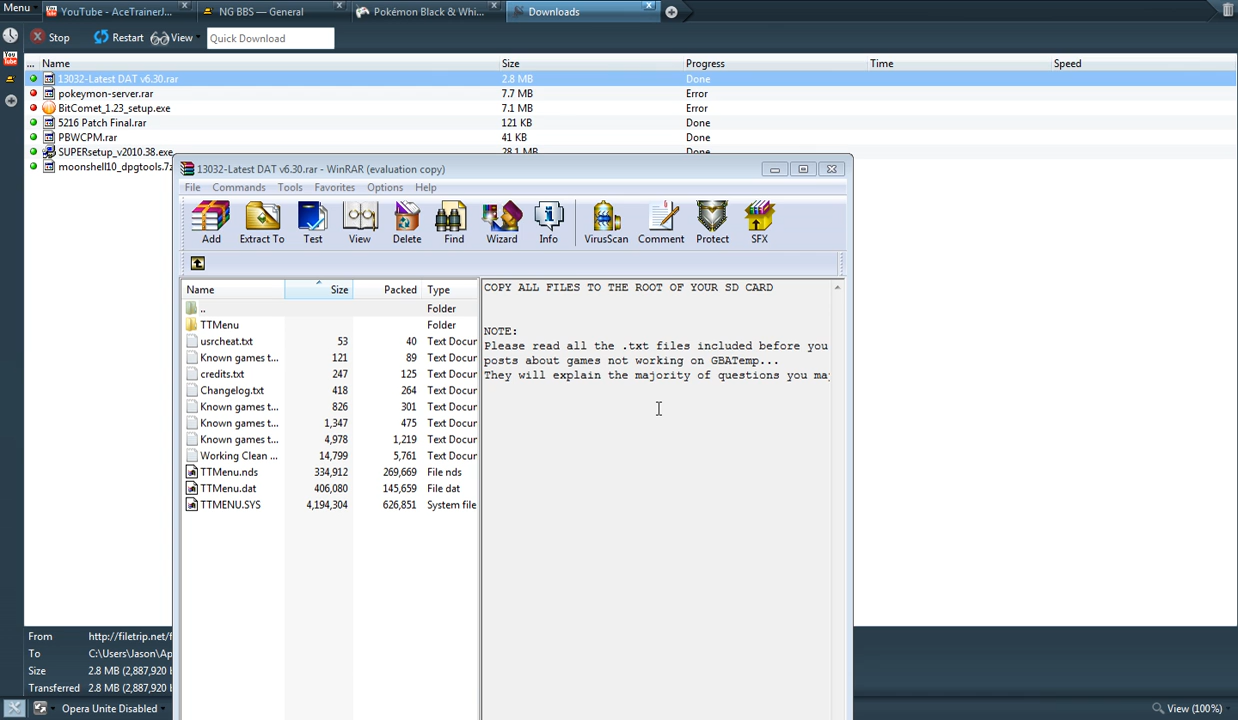 Menu
YouTube - AceTrainerJ...
NG BBS — General
Pokémon Black & Whi...
Downloads
Stop
Restart
View
Quick Download
... Name Size Progress Time Speed
13032-Latest DAT v6.30.rar 2.8 MB Done
pokeymon-server.rar 7.7 MB Error
BitComet_1.23_setup.exe 7.1 MB Error
5216 Patch Final.rar 121 KB Done
PBWCPM.rar 41 KB Done
SUPERsetup_v2010.38.exe 28.1 MB Done
moonshell10_dpgtools.7z
13032-Latest DAT v6.30.rar - WinRAR (evaluation copy)
File Commands Tools Favorites Options Help
Add Extract To Test View Delete Find Wizard Info VirusScan Comment Protect SFX
Name Size Packed Type
.. Folder
TTMenu Folder
usrcheat.txt 53 40 Text Docur
Known games t... 121 89 Text Docur
credits.txt 247 125 Text Docur
Changelog.txt 418 264 Text Docur
Known games t... 826 301 Text Docur
Known games t... 1,347 475 Text Docur
Known games t... 4,978 1,219 Text Docur
Working Clean ... 14,799 5,761 Text Docur
TTMenu.nds 334,912 269,669 File nds
TTMenu.dat 406,080 145,659 File dat
TTMENU.SYS 4,194,304 626,851 System file
COPY ALL FILES TO THE ROOT OF YOUR SD CARD
NOTE:
Please read all the .txt files included before you
posts about games not working on GBATemp...
They will explain the majority of questions you ma
From http://filetrip.net/f
To C:\Users\Jason\Ap
Size 2.8 MB (2,887,920 b
Transferred 2.8 MB (2,887,920 b
Opera Unite Disabled
View (100%)